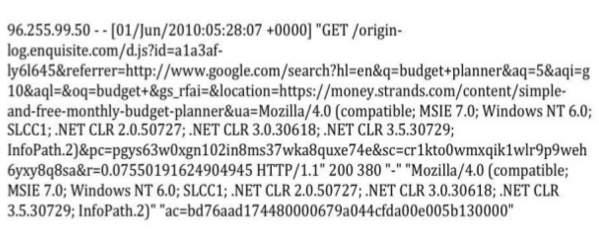 96.255.99.50 - - [01/Jun/2010:05:28:07 +0000] "GET /origin-
log.enquisite.com/d.js?id=a1a3af-
ly6l645&referrer=http://www.google.com/search?hl=en&q=budget+planner&aq=5&aqi=g
10&aql=&oq=budget+&gs_rfai=&location=https://money.strands.com/content/simple-
and-free-monthly-budget-planner&ua=Mozilla/4.0 (compatible; MSIE 7.0; Windows NT 6.0;
SLCC1; .NET CLR 2.0.50727; .NET CLR 3.0.30618; .NET CLR 3.5.30729;
InfoPath.2)&pc=pgys63w0xgn102in8ms37wka8quxe74e&sc=cr1kto0wmxqik1wlr9p9weh
6yxy8q8sa&r=0.07550191624904945 HTTP/1.1" 200 380 "-" "Mozilla/4.0 (compatible;
MSIE 7.0; Windows NT 6.0; SLCC1; .NET CLR 2.0.50727; .NET CLR 3.0.30618; .NET CLR
3.5.30729; InfoPath.2)" "ac=bd76aad174480000679a044cfda00e005b130000"